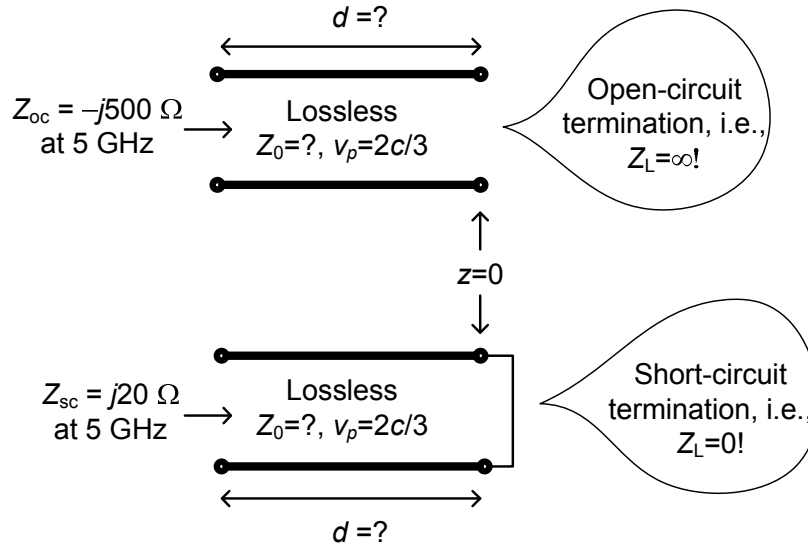 d =?
Z_oc = –j500 Ω
at 5 GHz
Lossless
Z_0=?, v_p=2c/3
Open-circuit
termination, i.e.,
Z_L=∞!
z=0
Z_sc = j20 Ω
at 5 GHz
Lossless
Z_0=?, v_p=2c/3
Short-circuit
termination, i.e.,
Z_L=0!
d =?